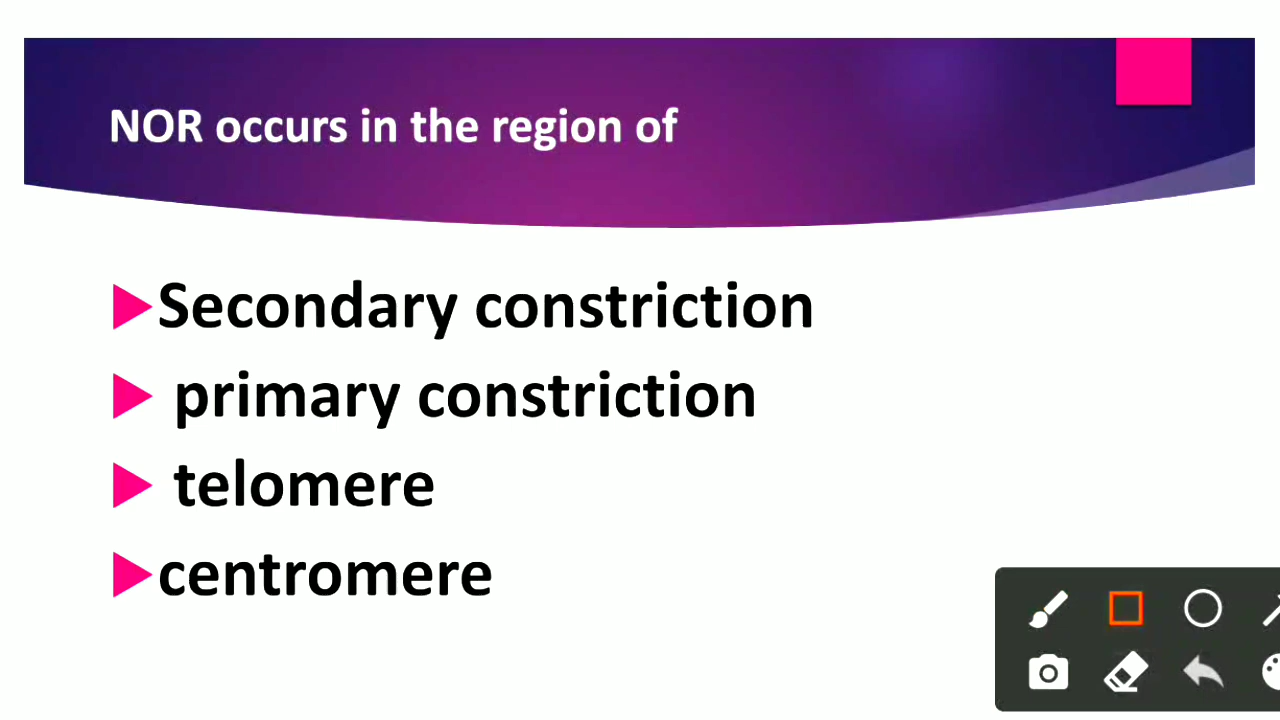 NOR occurs in the region of
Secondary constriction
primary constriction
telomere
centromere